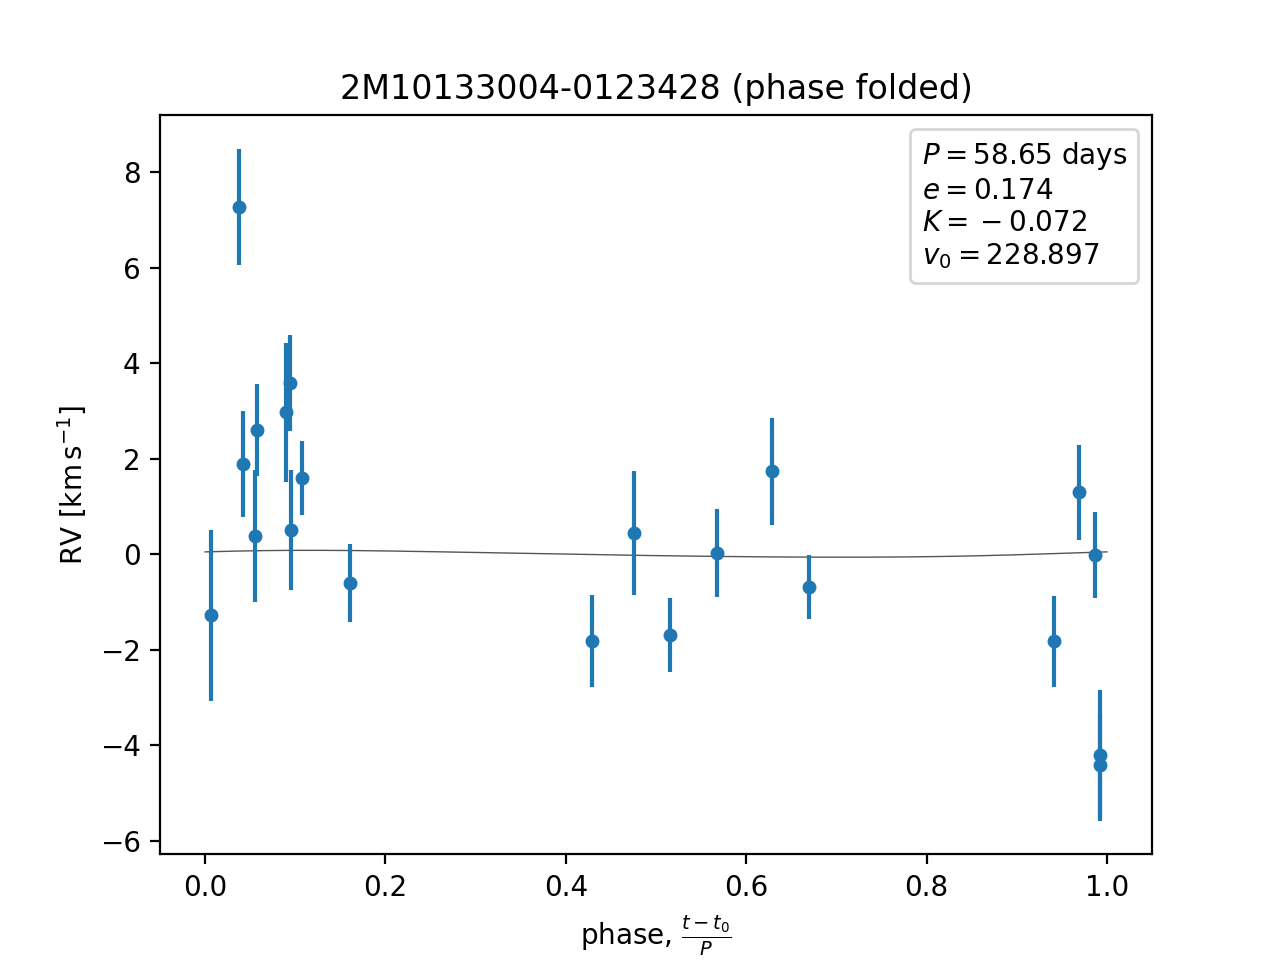 2M10133004-0123428 (phase folded)
P = 58.65 days
e = 0.174
K = −0.072
v₀ = 228.897
8
6
4
2
0
−2
−4
−6
RV [km s⁻¹]
0.0 0.2 0.4 0.6 0.8 1.0
phase, (t − t₀)/P